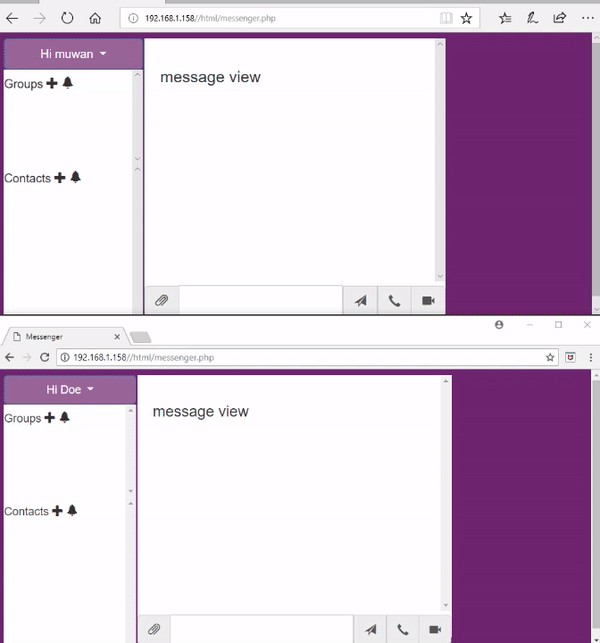 192.168.1.158//html/messenger.php
Hi muwan
message view
Groups
Contacts
Messenger
192.168.1.158//html/messenger.php
Hi Doe
message view
Groups
Contacts